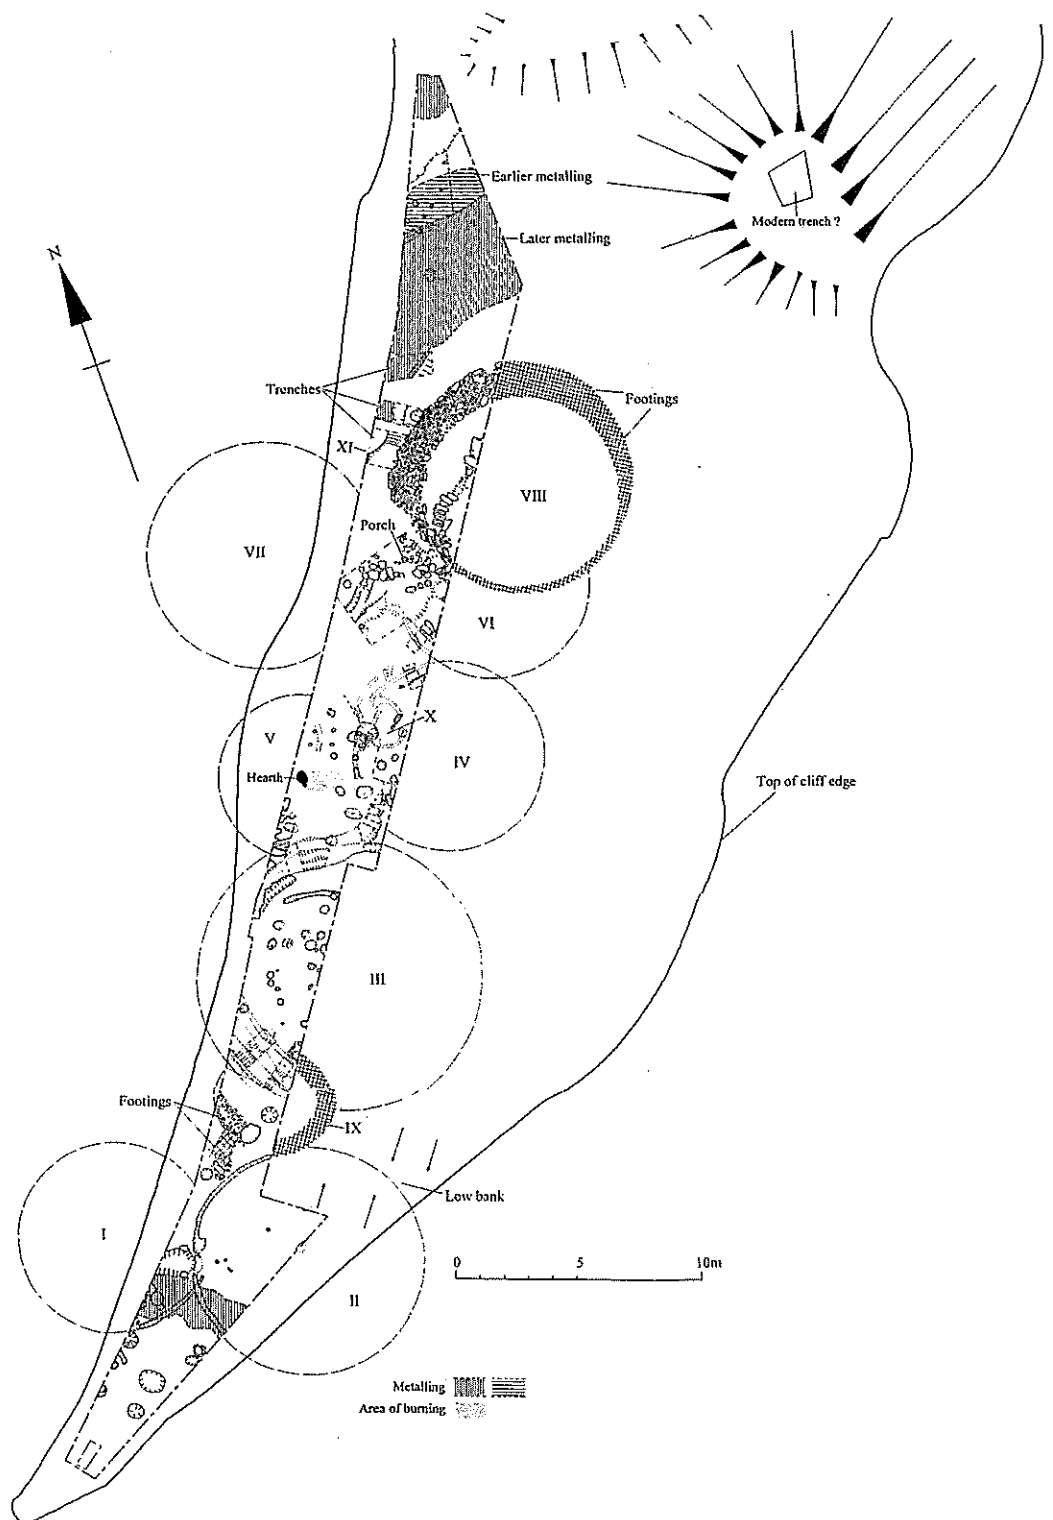 Earlier metalling
Modern trench ?
Later metalling
N
Trenches
Footings
XI
VIII
Porch
VII
VI
X
V
IV
Hearth
Top of cliff edge
III
Footings
IX
Low bank
I
0 5 10m
II
Metalling
Area of burning